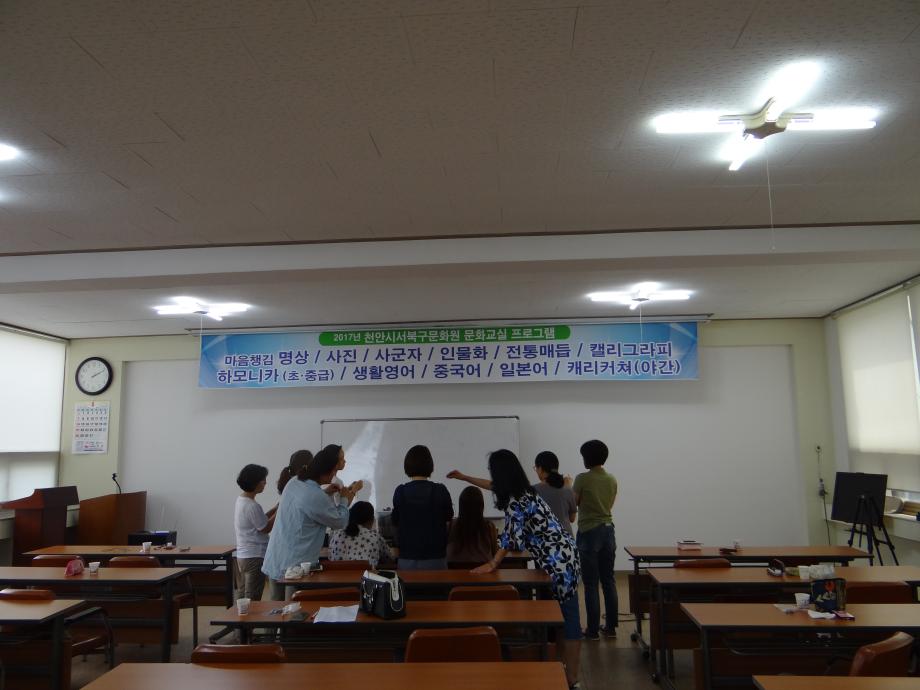 2017년 천안시서북구문화원 문화교실 프로그램
마음챙김 명상 / 사진 / 사군자 / 인물화 / 전통매듭 / 캘리그라피
하모니카 (초·중급) / 생활영어 / 중국어 / 일본어 / 캐리커쳐(야간)